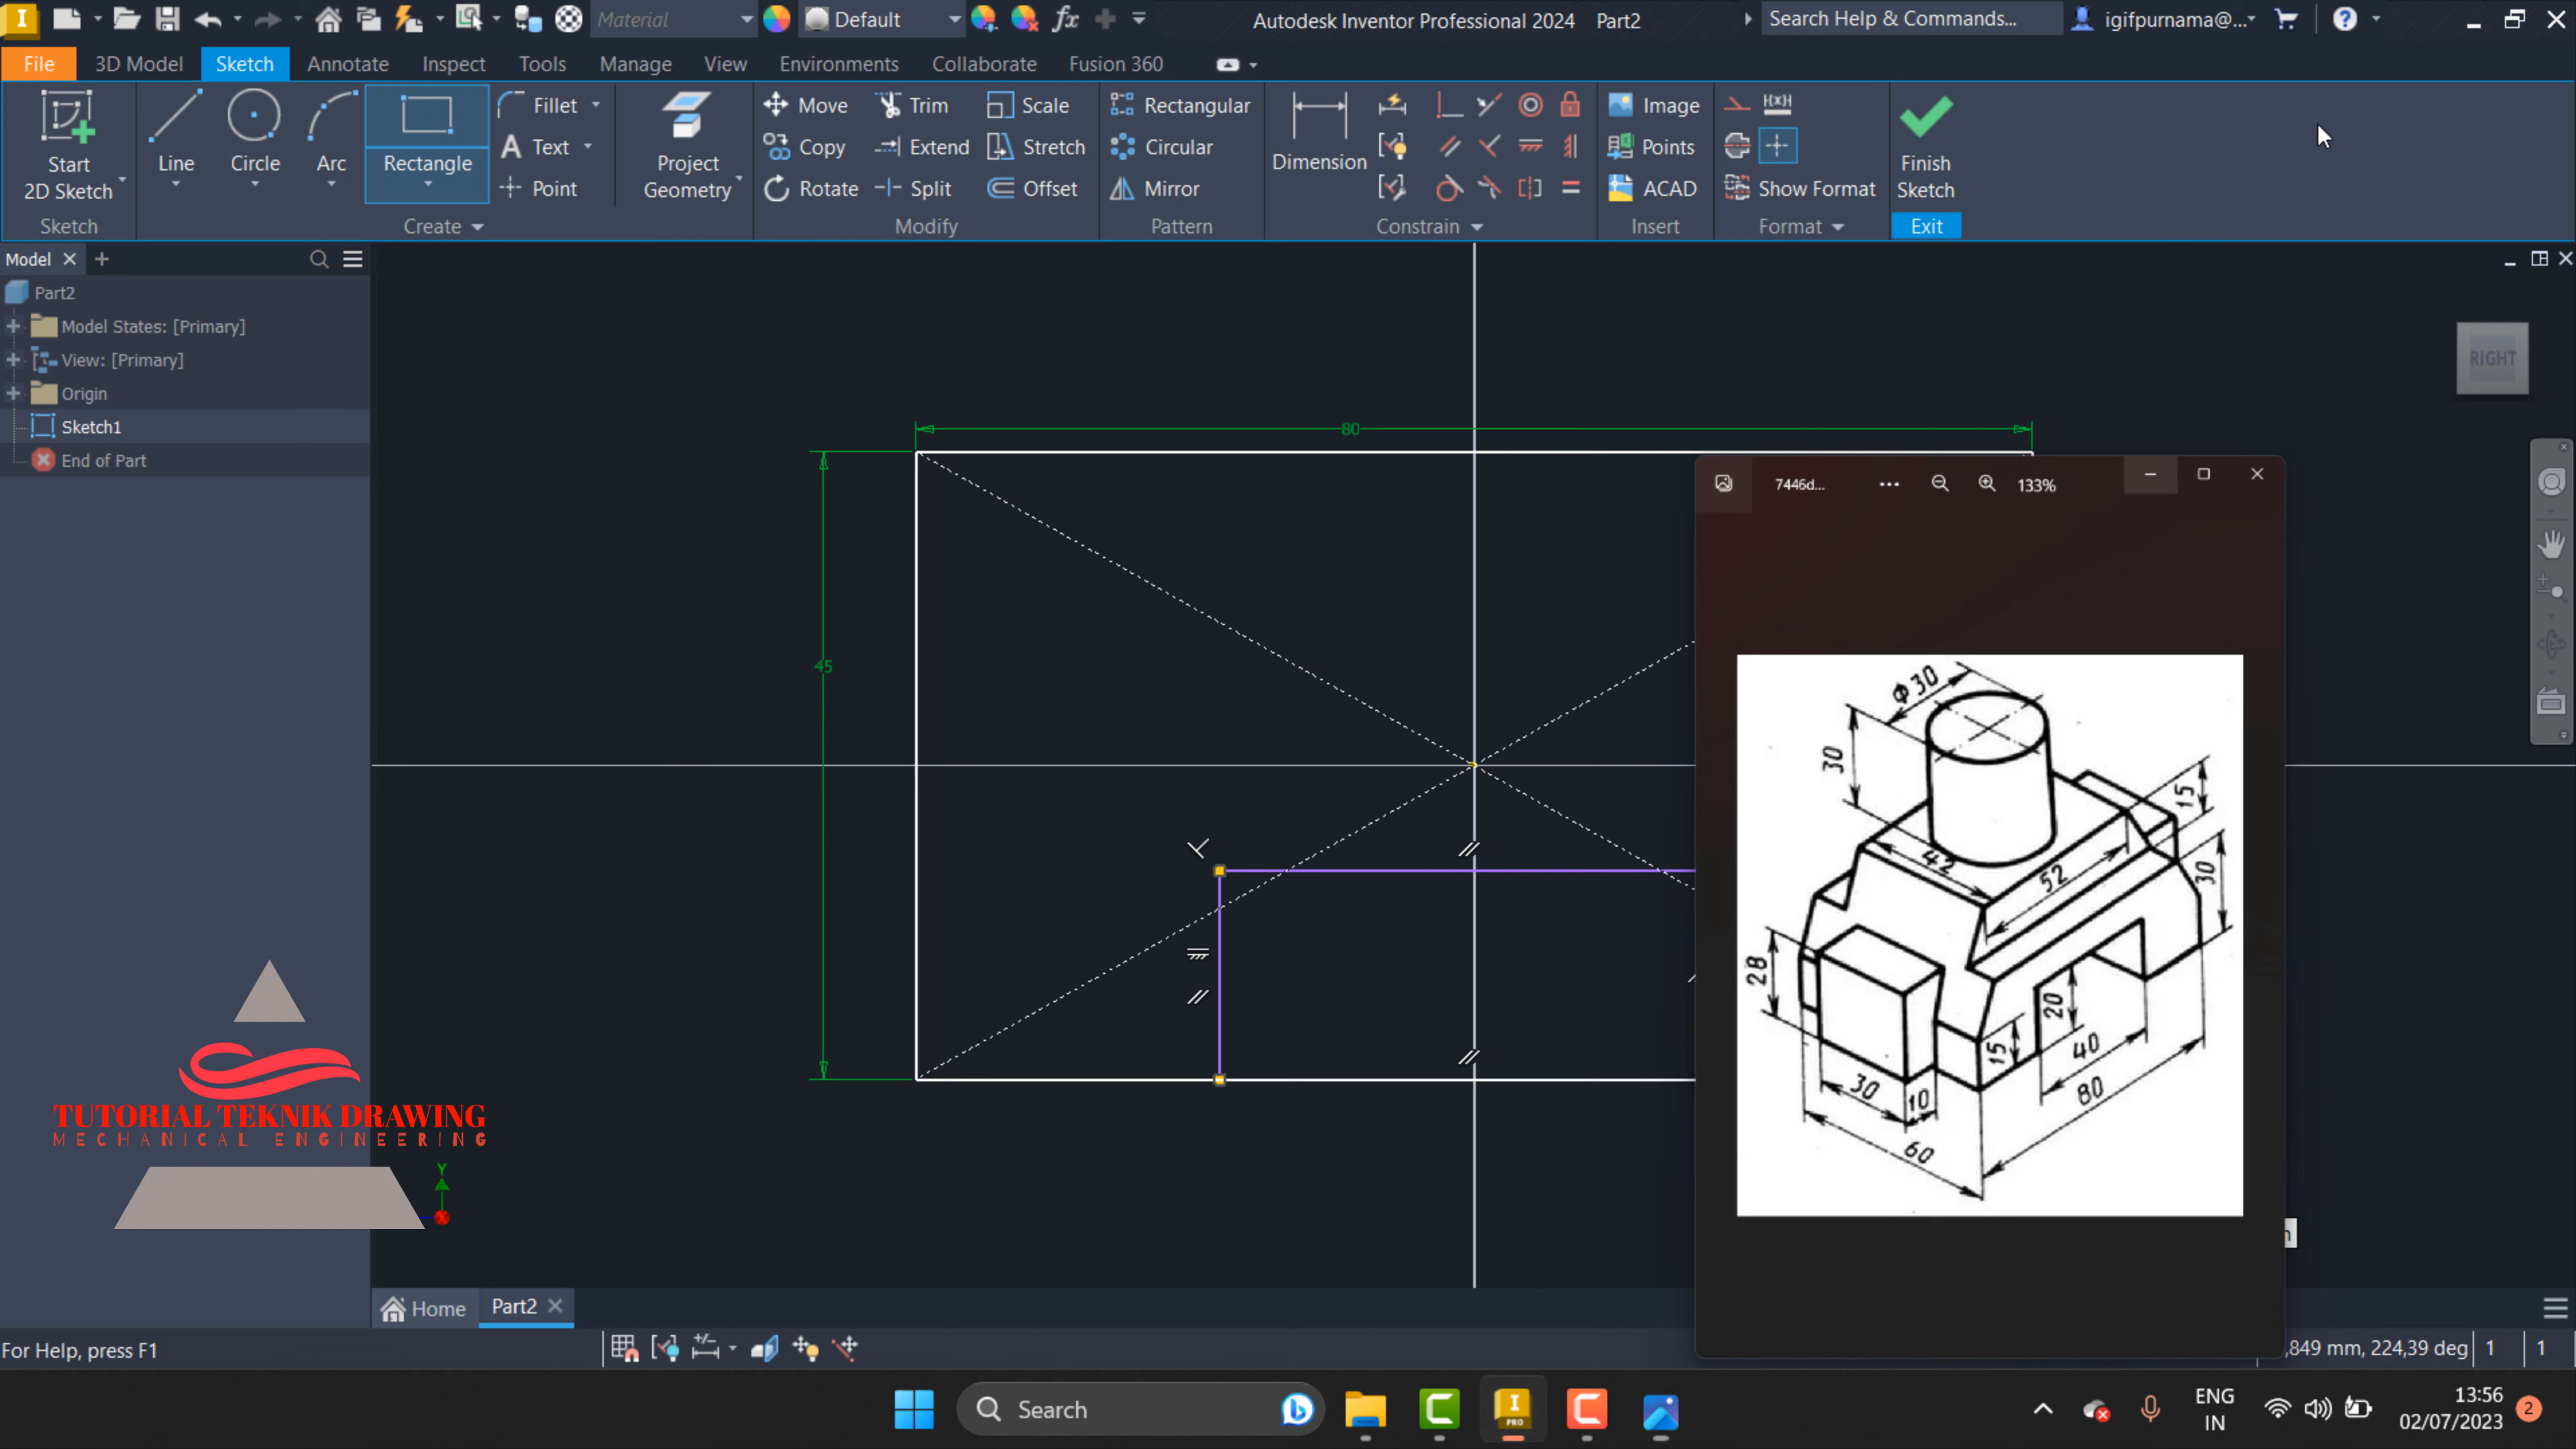 Material
Default
Autodesk Inventor Professional 2024 Part2
Search Help & Commands...
igifpurnama@...
File
3D Model
Sketch
Annotate
Inspect
Tools
Manage
View
Environments
Collaborate
Fusion 360
Start
2D Sketch
Line
Circle
Arc
Rectangle
Fillet
Text
Point
Project
Geometry
Move
Copy
Rotate
Trim
Extend
Split
Scale
Stretch
Offset
Rectangular
Circular
Mirror
Dimension
Image
Points
ACAD
Show Format
Finish
Sketch
Sketch
Create
Modify
Pattern
Constrain
Insert
Format
Exit
Model
Part2
Model States: [Primary]
View: [Primary]
Origin
Sketch1
End of Part
RIGHT
80
45
7446d...
133%
Φ30
30
15
42
52
30
28
20
15
40
80
30
10
60
TUTORIAL TEKNIK DRAWING
MECHANICAL ENGINEERING
Y
Home
Part2
For Help, press F1
,849 mm, 224,39 deg
1
1
Search
PRO
ENG
IN
13:56
02/07/2023
2